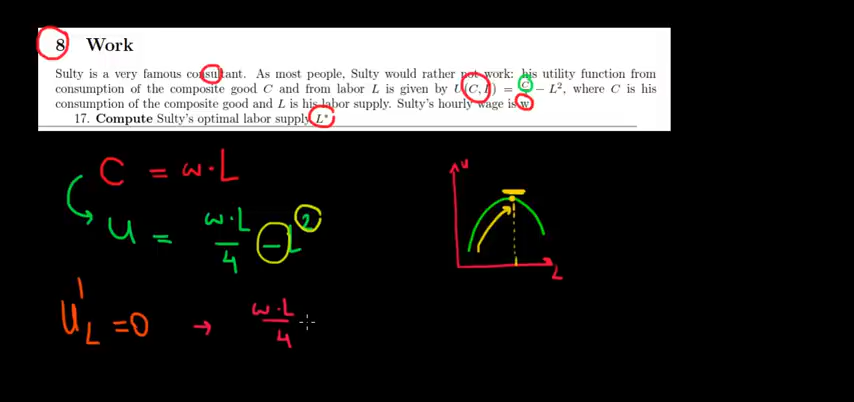 8 Work
Sulty is a very famous consultant. As most people, Sulty would rather not work: his utility function from
consumption of the composite good C and from labor L is given by U(C, L) = C/4 − L², where C is his
consumption of the composite good and L is his labor supply. Sulty's hourly wage is w.
17. Compute Sulty's optimal labor supply L*
C = w·L
U = w·L/4 − L²
U'L = 0 → w·L/4
U
L